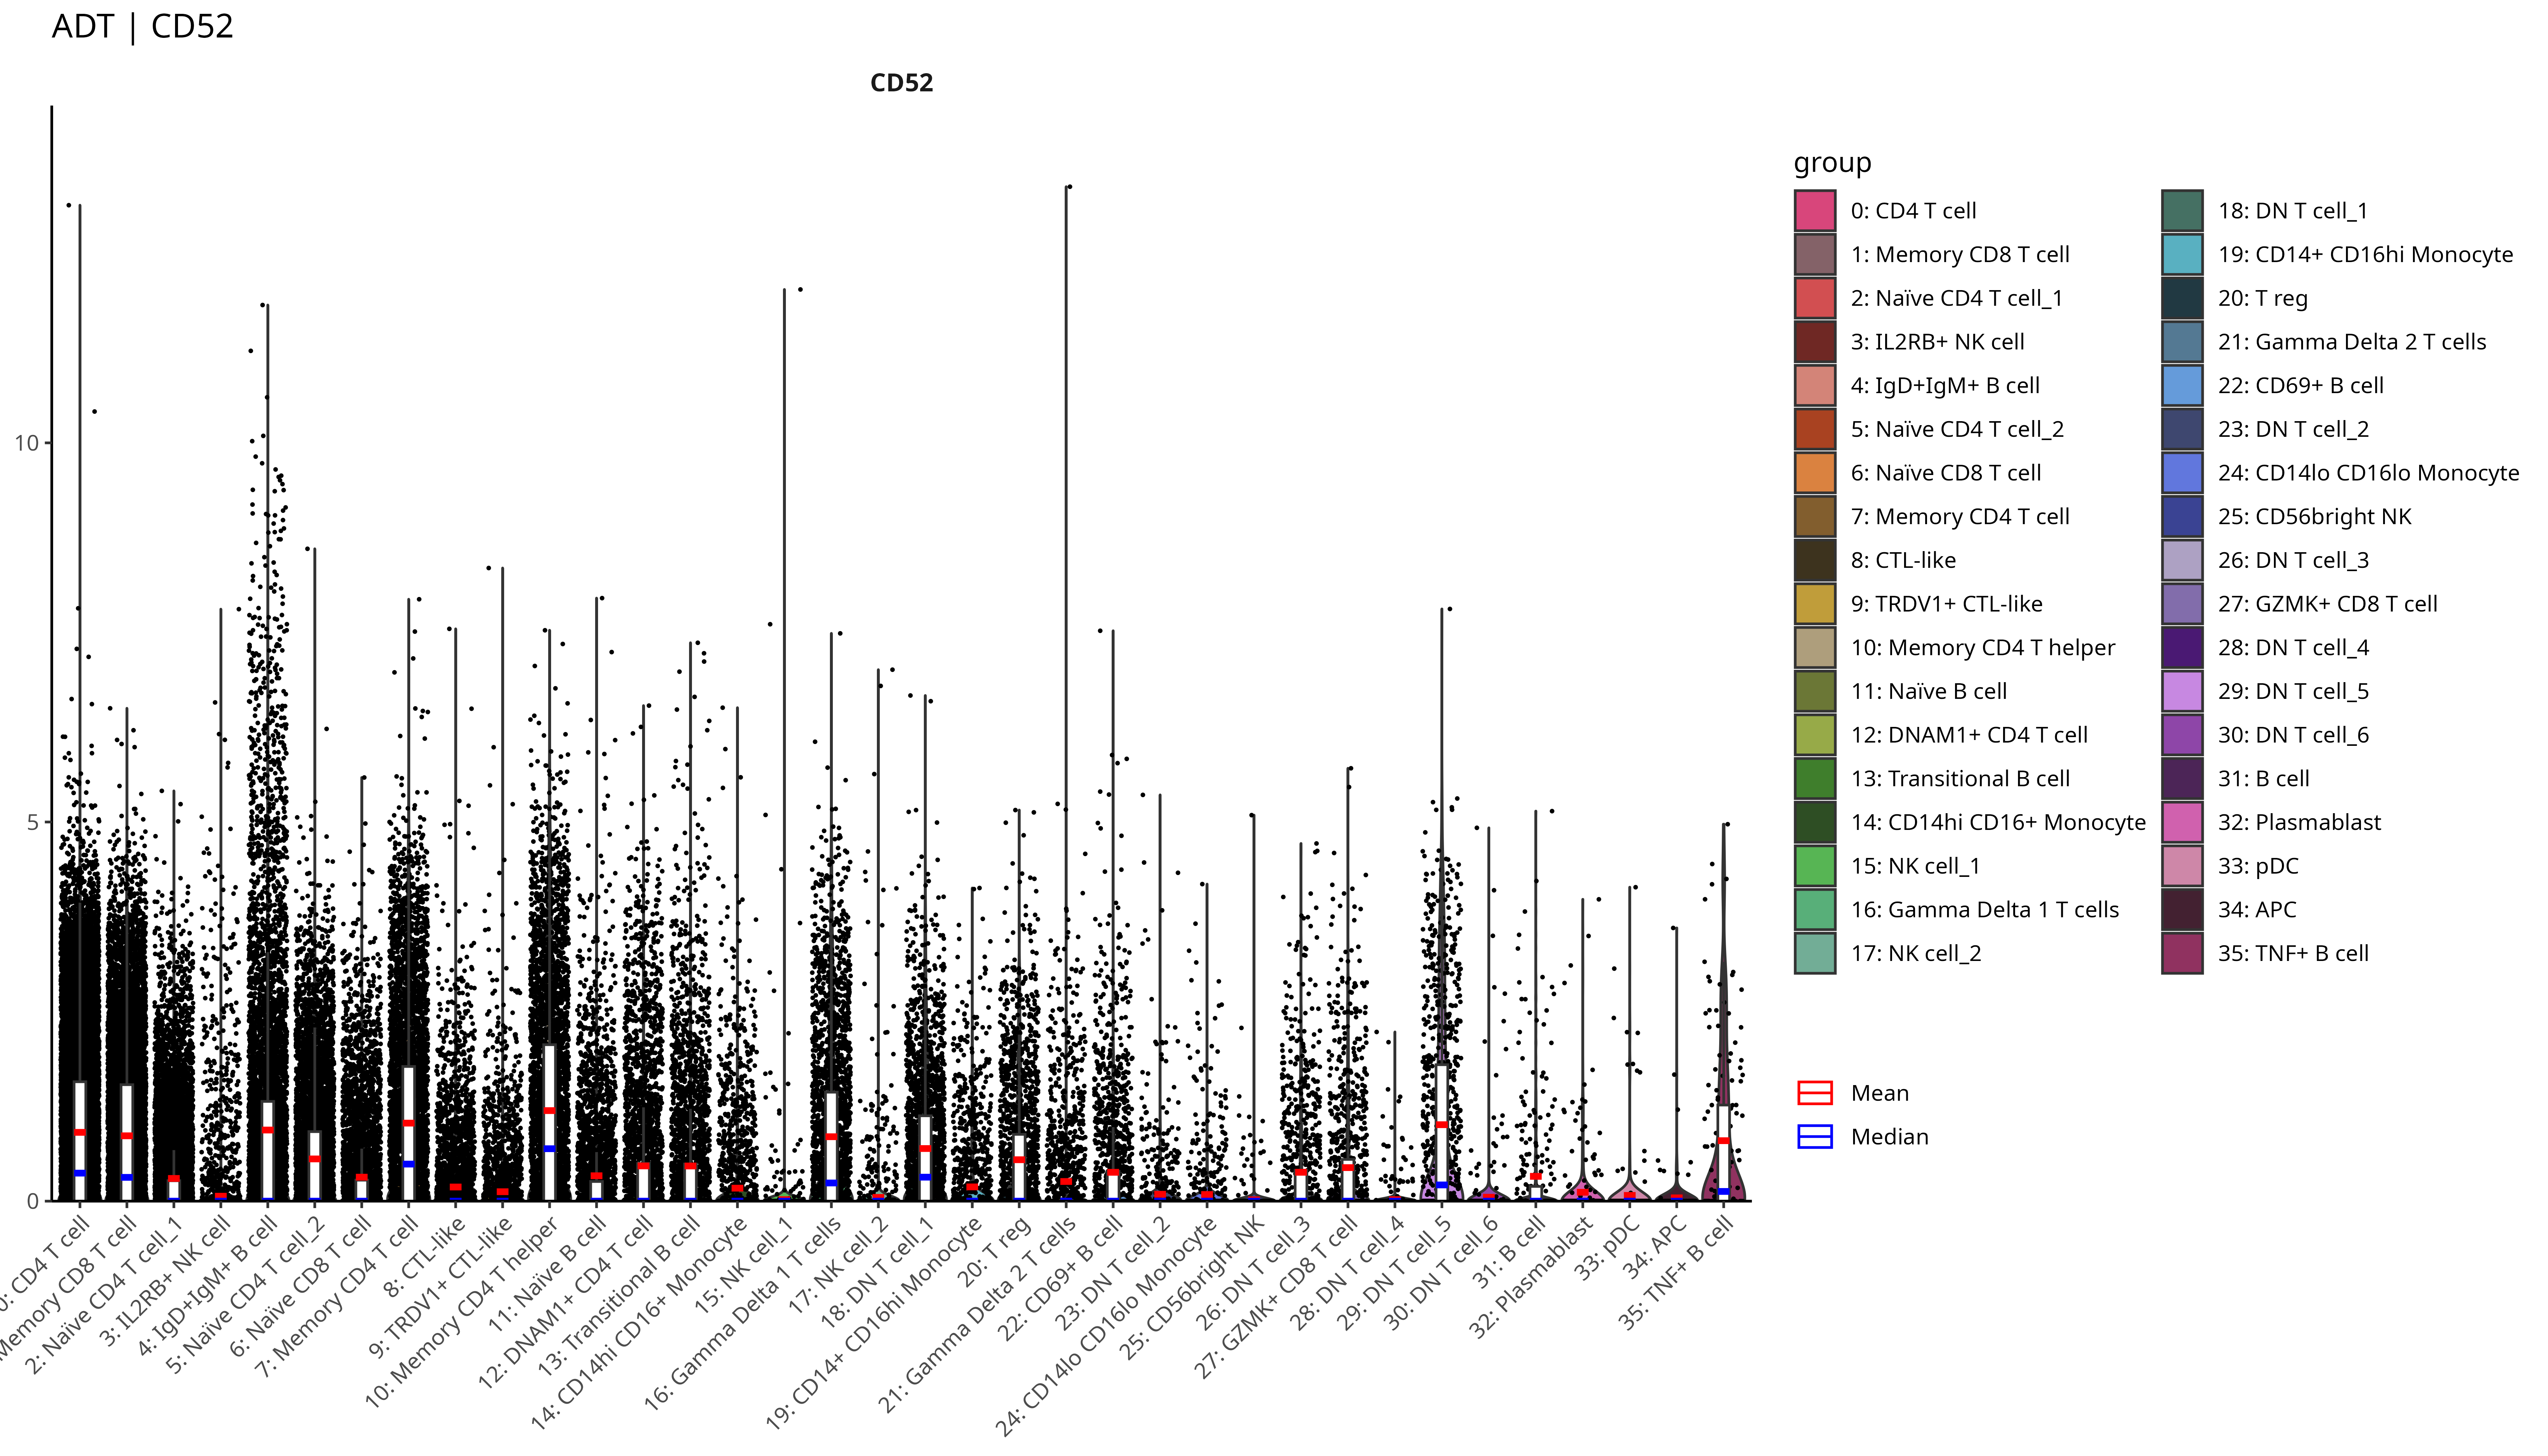 ADT | CD52
CD52
10
5
0
0: CD4 T cell
Memory CD8 T cell
2: Naïve CD4 T cell_1
3: IL2RB+ NK cell
4: IgD+IgM+ B cell
5: Naïve CD4 T cell_2
6: Naïve CD8 T cell
7: Memory CD4 T cell
8: CTL-like
9: TRDV1+ CTL-like
10: Memory CD4 T helper
11: Naïve B cell
12: DNAM1+ CD4 T cell
13: Transitional B cell
14: CD14hi CD16+ Monocyte
15: NK cell_1
16: Gamma Delta 1 T cells
17: NK cell_2
18: DN T cell_1
19: CD14+ CD16hi Monocyte
20: T reg
21: Gamma Delta 2 T cells
22: CD69+ B cell
23: DN T cell_2
24: CD14lo CD16lo Monocyte
25: CD56bright NK
26: DN T cell_3
27: GZMK+ CD8 T cell
28: DN T cell_4
29: DN T cell_5
30: DN T cell_6
31: B cell
32: Plasmablast
33: pDC
34: APC
35: TNF+ B cell
group
0: CD4 T cell
1: Memory CD8 T cell
2: Naïve CD4 T cell_1
3: IL2RB+ NK cell
4: IgD+IgM+ B cell
5: Naïve CD4 T cell_2
6: Naïve CD8 T cell
7: Memory CD4 T cell
8: CTL-like
9: TRDV1+ CTL-like
10: Memory CD4 T helper
11: Naïve B cell
12: DNAM1+ CD4 T cell
13: Transitional B cell
14: CD14hi CD16+ Monocyte
15: NK cell_1
16: Gamma Delta 1 T cells
17: NK cell_2
18: DN T cell_1
19: CD14+ CD16hi Monocyte
20: T reg
21: Gamma Delta 2 T cells
22: CD69+ B cell
23: DN T cell_2
24: CD14lo CD16lo Monocyte
25: CD56bright NK
26: DN T cell_3
27: GZMK+ CD8 T cell
28: DN T cell_4
29: DN T cell_5
30: DN T cell_6
31: B cell
32: Plasmablast
33: pDC
34: APC
35: TNF+ B cell
Mean
Median